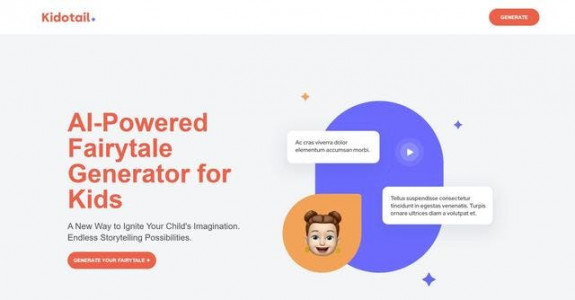 Kidotail
GENERATE
AI-Powered
Fairytale
Generator for
Kids
A New Way to Ignite Your Child's Imagination.
Endless Storytelling Possibilities.
GENERATE YOUR FAIRYTALE
Ac cras viverra dolor
elementum accumsan morbi.
Tellus suspendisse consectetur
tincidunt in egestas venenatis. Turpis
ornare ultrices diam a volutpat et.